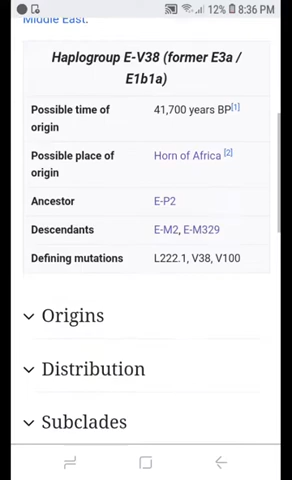 12% 8:36 PM
Middle East.
Haplogroup E-V38 (former E3a /
E1b1a)
Possible time of
origin
41,700 years BP[1]
Possible place of
origin
Horn of Africa [2]
Ancestor
E-P2
Descendants
E-M2, E-M329
Defining mutations
L222.1, V38, V100
Origins
Distribution
Subclades